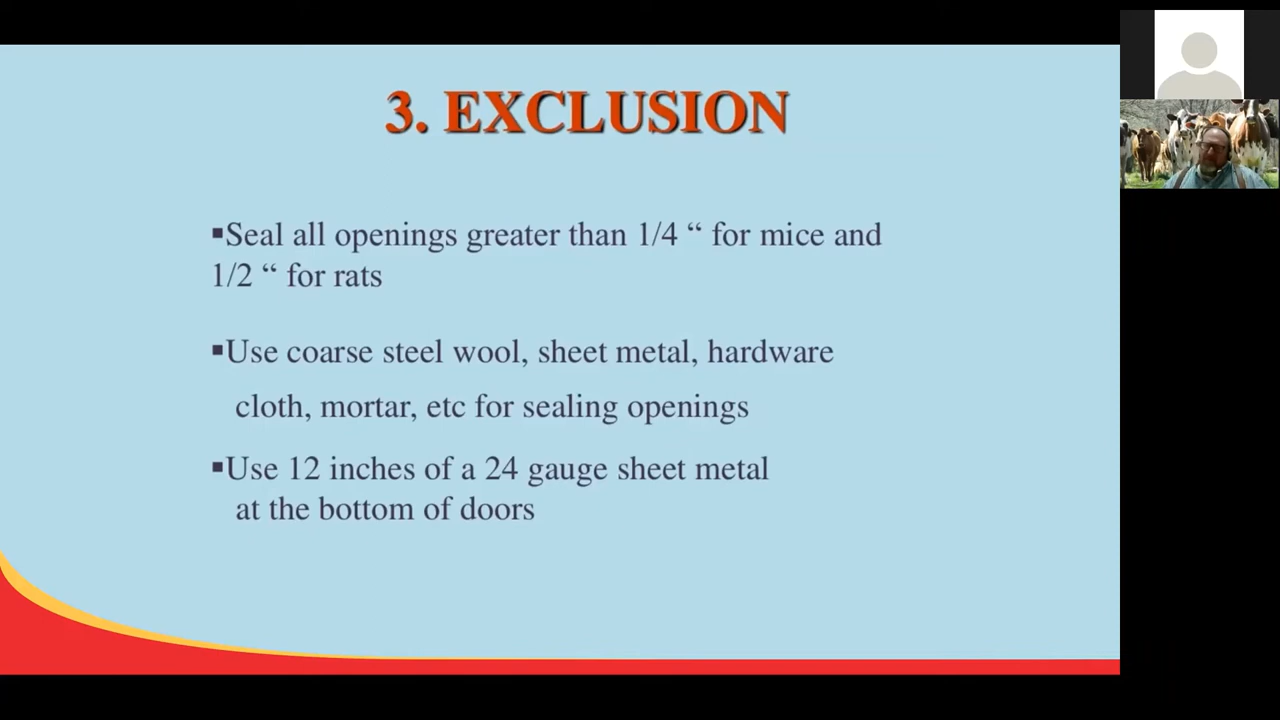 3. EXCLUSION
▪Seal all openings greater than 1/4 “ for mice and
1/2 “ for rats
▪Use coarse steel wool, sheet metal, hardware
cloth, mortar, etc for sealing openings
▪Use 12 inches of a 24 gauge sheet metal
at the bottom of doors